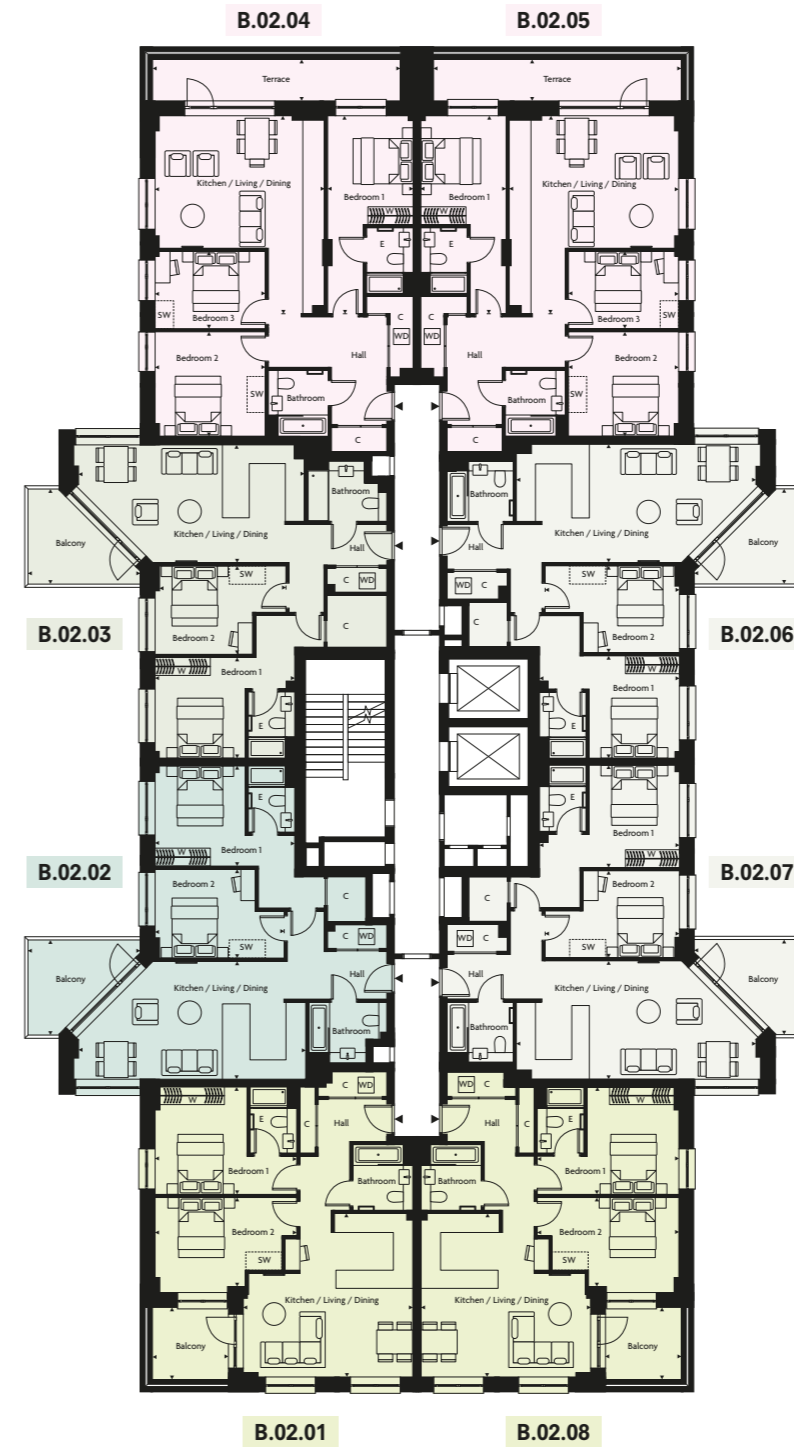 B.02.04
B.02.05
Terrace
Terrace
Kitchen / Living / Dining
Bedroom 1
Bedroom 1
Kitchen / Living / Dining
W
W
E
E
SW
Bedroom 3
Bedroom 3
SW
C
WD
C
WD
Bedroom 2
Hall
Hall
Bedroom 2
SW
Bathroom
Bathroom
SW
C
C
Bathroom
Bathroom
Kitchen / Living / Dining
Kitchen / Living / Dining
Balcony
Hall
Hall
Balcony
SW
C
WD
WD
C
SW
B.02.03
Bedroom 2
C
C
Bedroom 2
B.02.06
W
Bedroom 1
W
Bedroom 1
E
E
N
E
E
Bedroom 1
W
Bedroom 1
W
B.02.02
Bedroom 2
C
C
Bedroom 2
B.02.07
SW
C
WD
WD
C
SW
Balcony
Hall
Hall
Balcony
Kitchen / Living / Dining
Kitchen / Living / Dining
Bathroom
Bathroom
C
WD
WD
C
W
W
E
C
Hall
Hall
C
E
Bedroom 1
Bathroom
Bathroom
Bedroom 1
Bedroom 2
Bedroom 2
SW
SW
Kitchen / Living / Dining
Kitchen / Living / Dining
Balcony
Balcony
B.02.01
B.02.08